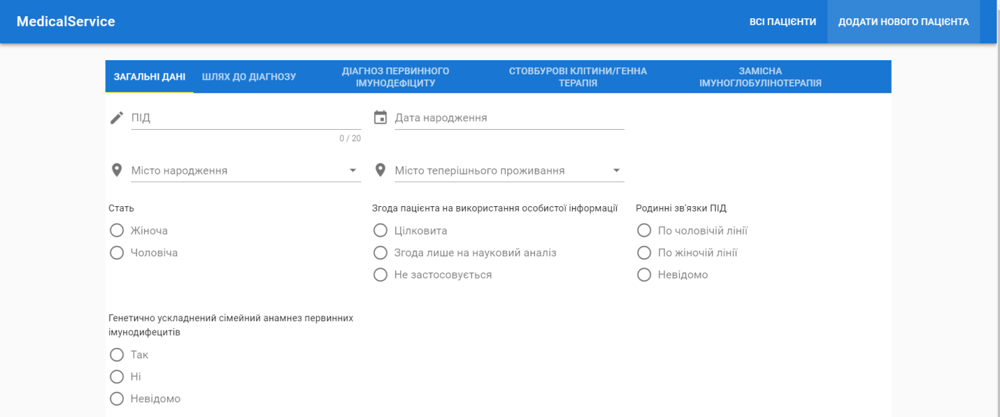 MedicalService
ВСІ ПАЦІЄНТИ
ДОДАТИ НОВОГО ПАЦІЄНТА
ЗАГАЛЬНІ ДАНІ
ШЛЯХ ДО ДІАГНОЗУ
ДІАГНОЗ ПЕРВИННОГО
ІМУНОДЕФІЦИТУ
СТОВБУРОВІ КЛІТИНИ/ГЕННА
ТЕРАПІЯ
ЗАМІСНА
ІМУНОГЛОБУЛІНОТЕРАПІЯ
ПІД
0 / 20
Дата народження
Місто народження
Місто теперішнього проживання
Стать
Жіноча
Чоловіча
Згода пацієнта на використання особистої інформації
Цілковита
Згода лише на науковий аналіз
Не застосовується
Родинні зв'язки ПІД
По чоловічій лінії
По жіночій лінії
Невідомо
Генетично ускладнений сімейний анамнез первинних
імунодифецитів
Так
Ні
Невідомо